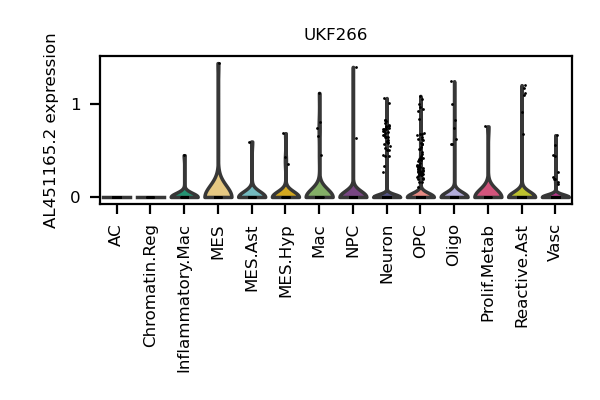 UKF266
AL451165.2 expression
1
0
AC
Chromatin.Reg
Inflammatory.Mac
MES
MES.Ast
MES.Hyp
Mac
NPC
Neuron
OPC
Oligo
Prolif.Metab
Reactive.Ast
Vasc